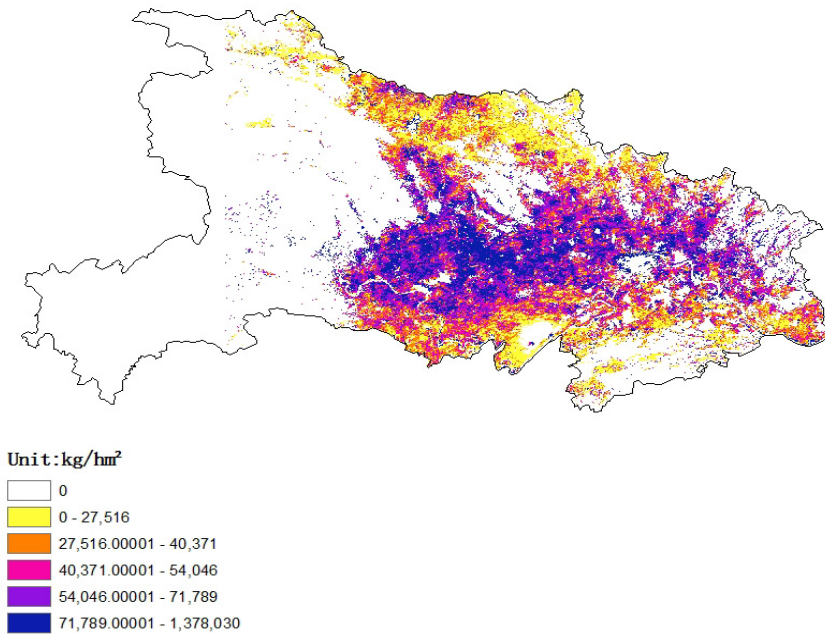 Unit:kg/hm²
0
0 - 27,516
27,516.00001 - 40,371
40,371.00001 - 54,046
54,046.00001 - 71,789
71,789.00001 - 1,378,030